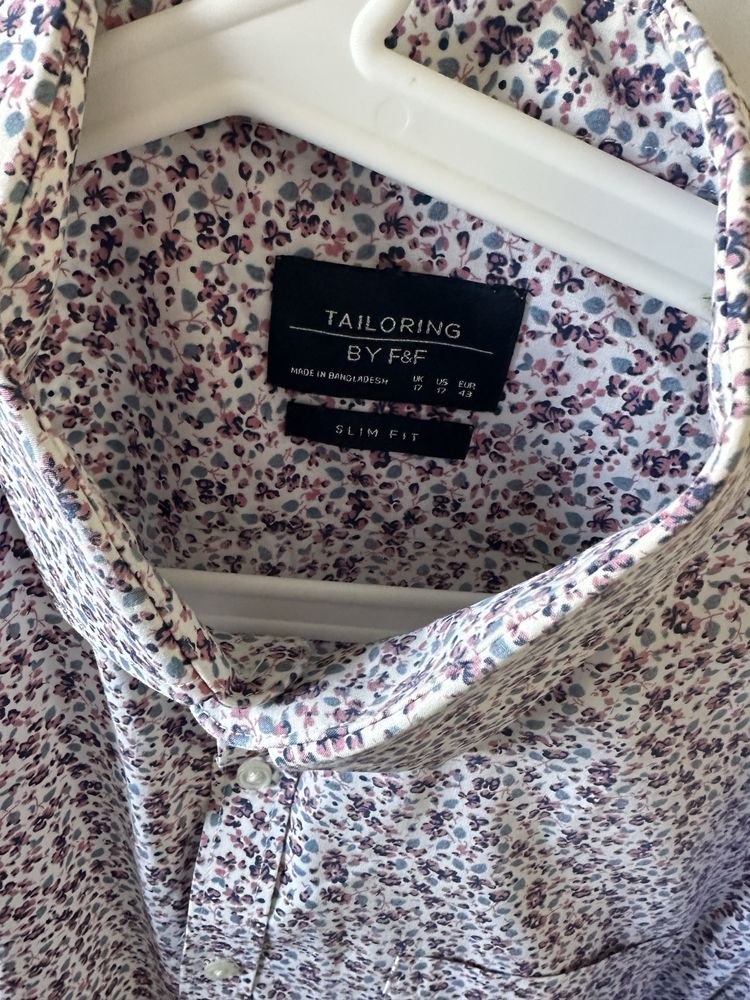 TAILORING
BY F&F
MADE IN BANGLADESH UK US EUR
17 17 43
SLIM FIT